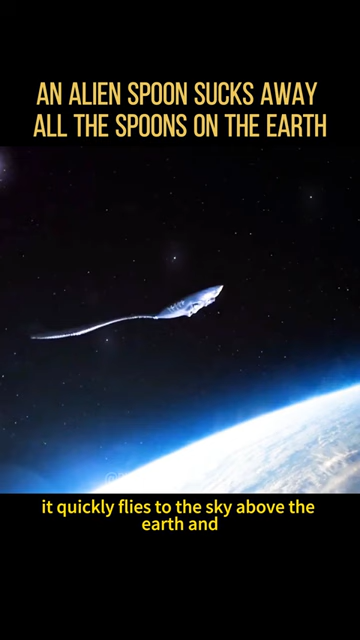 AN ALIEN SPOON SUCKS AWAY
ALL THE SPOONS ON THE EARTH
it quickly flies to the sky above the
earth and